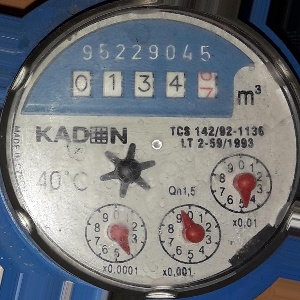 95229045
0134
m³
KADEN
TCS 142/92-1136
LT 2-59/1993
40°C
Qn1,5
x0.01
x0.0001
x0.001